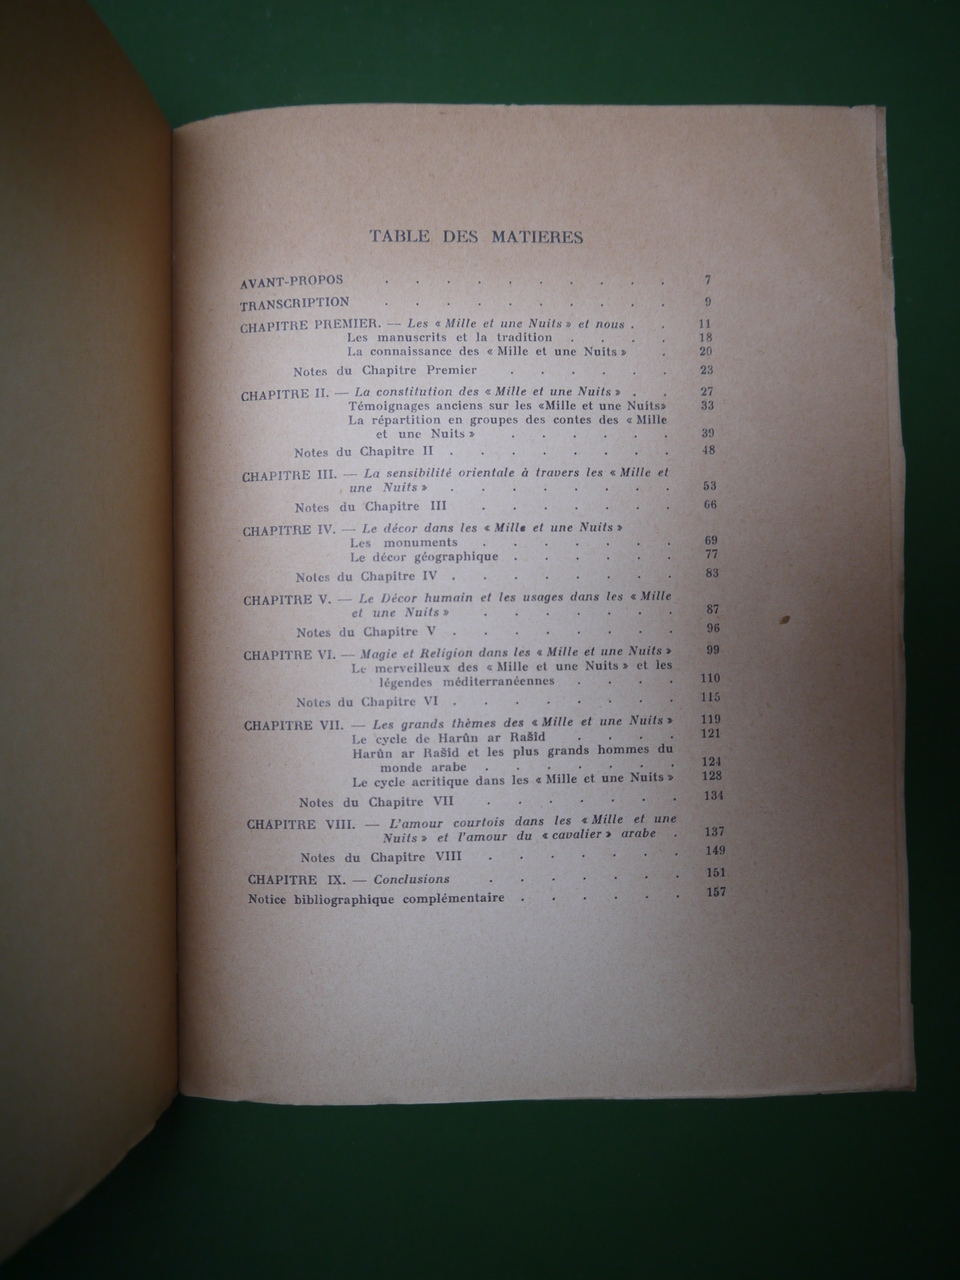 TABLE DES MATIERES
AVANT-PROPOS . . . . . . . . . . 7
TRANSCRIPTION . . . . . . . . . . 9
CHAPITRE PREMIER. — Les « Mille et une Nuits » et nous . . 11
Les manuscrits et la tradition . . . . 18
La connaissance des « Mille et une Nuits » . 20
Notes du Chapitre Premier . . . . . . 23
CHAPITRE II. — La constitution des « Mille et une Nuits » . . 27
Témoignages anciens sur les «Mille et une Nuits» 33
La répartition en groupes des contes des « Mille
et une Nuits » . . . . . . 39
Notes du Chapitre II . . . . . . . . 48
CHAPITRE III. — La sensibilité orientale à travers les « Mille et
une Nuits » . . . . . . . . 53
Notes du Chapitre III . . . . . . . 66
CHAPITRE IV. — Le décor dans les « Mille et une Nuits »
Les monuments . . . . . . . 69
Le décor géographique . . . . . . 77
Notes du Chapitre IV . . . . . . . . 83
CHAPITRE V. — Le Décor humain et les usages dans les « Mille
et une Nuits » . . . . . . . 87
Notes du Chapitre V . . . . . . . . 96
CHAPITRE VI. — Magie et Religion dans les « Mille et une Nuits » 99
Le merveilleux des « Mille et une Nuits » et les
légendes méditerranéennes . . . . 110
Notes du Chapitre VI . . . . . . . . 115
CHAPITRE VII. — Les grands thèmes des « Mille et une Nuits » 119
Le cycle de Harûn ar Rašîd . . . . 121
Harûn ar Rašîd et les plus grands hommes du
monde arabe . . . . . . . 124
Le cycle acritique dans les « Mille et une Nuits » 128
Notes du Chapitre VII . . . . . . . 134
CHAPITRE VIII. — L'amour courtois dans les « Mille et une
Nuits » et l'amour du « cavalier » arabe . 137
Notes du Chapitre VIII . . . . . . . 149
CHAPITRE IX. — Conclusions . . . . . . . 151
Notice bibliographique complémentaire . . . . . . 157